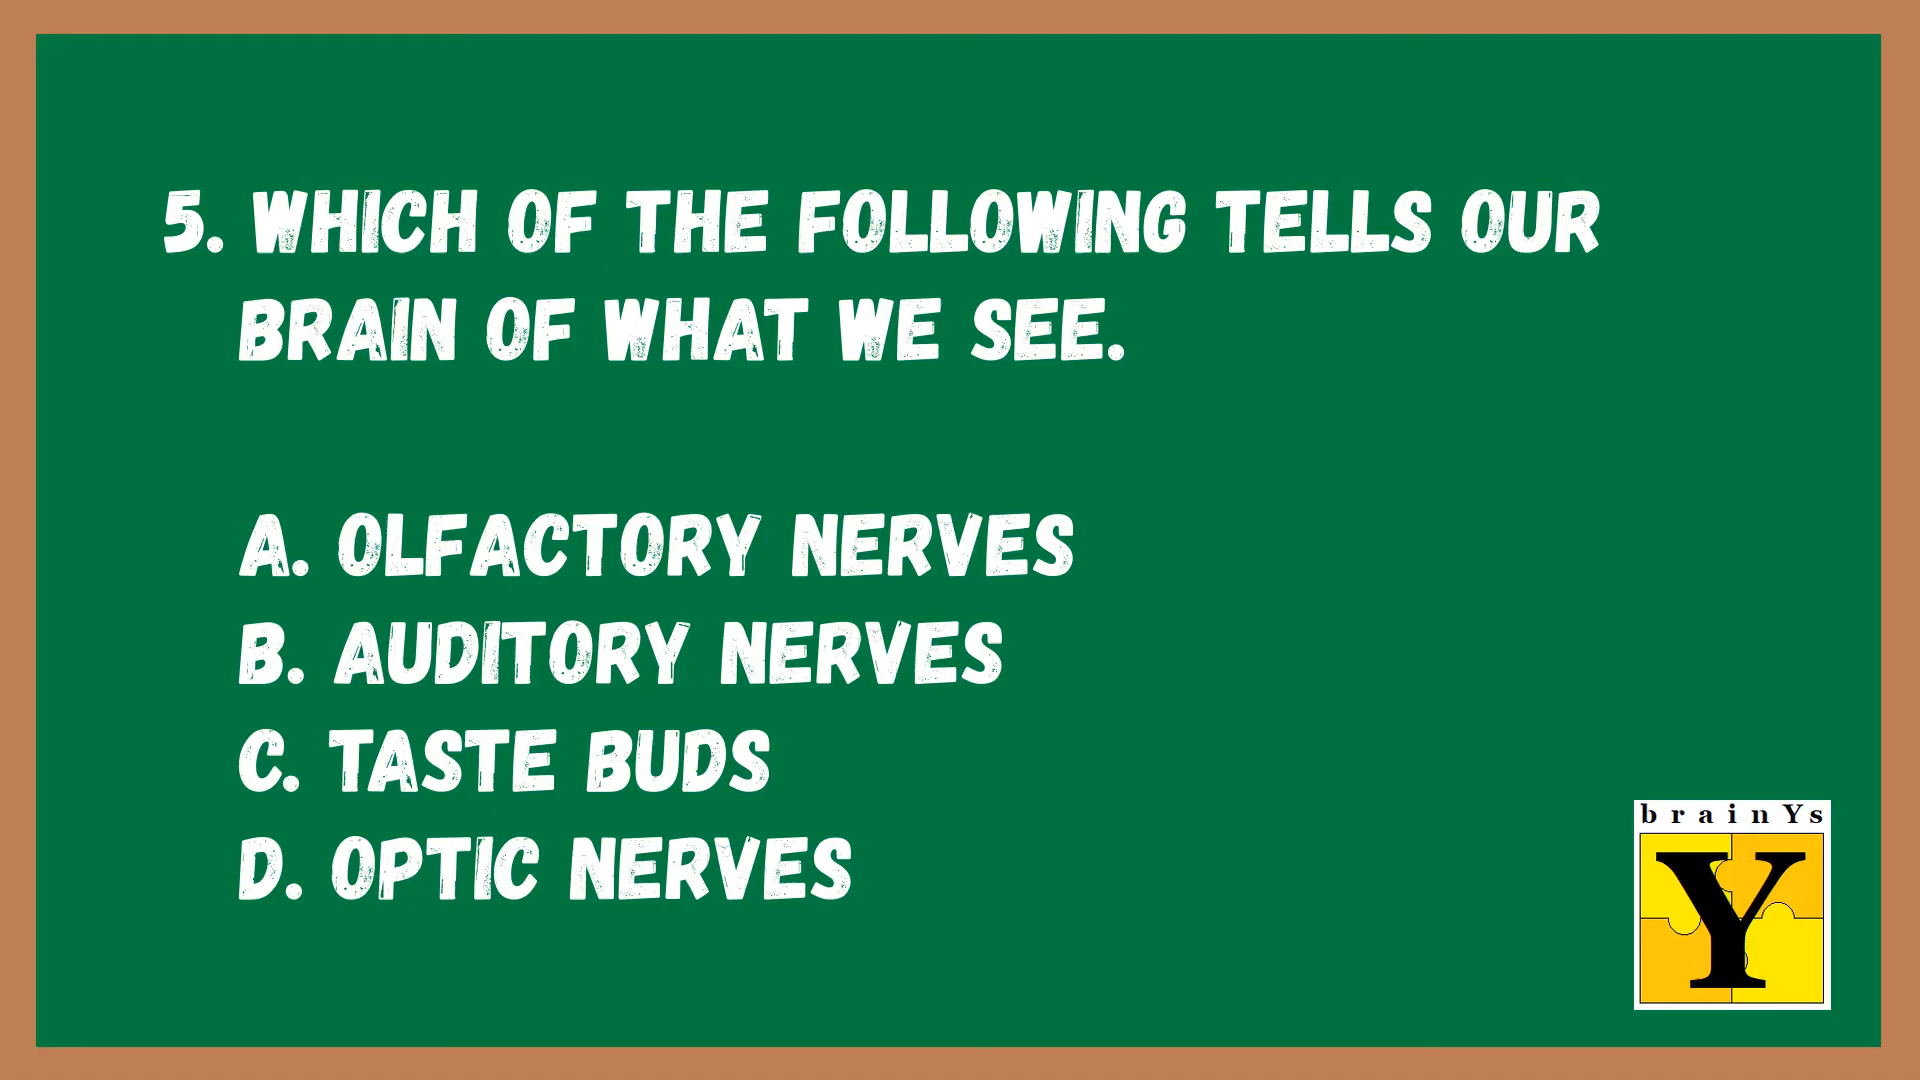 5. WHICH OF THE FOLLOWING TELLS OUR
BRAIN OF WHAT WE SEE.
A. OLFACTORY NERVES
B. AUDITORY NERVES
C. TASTE BUDS
D. OPTIC NERVES
brainYs
Y